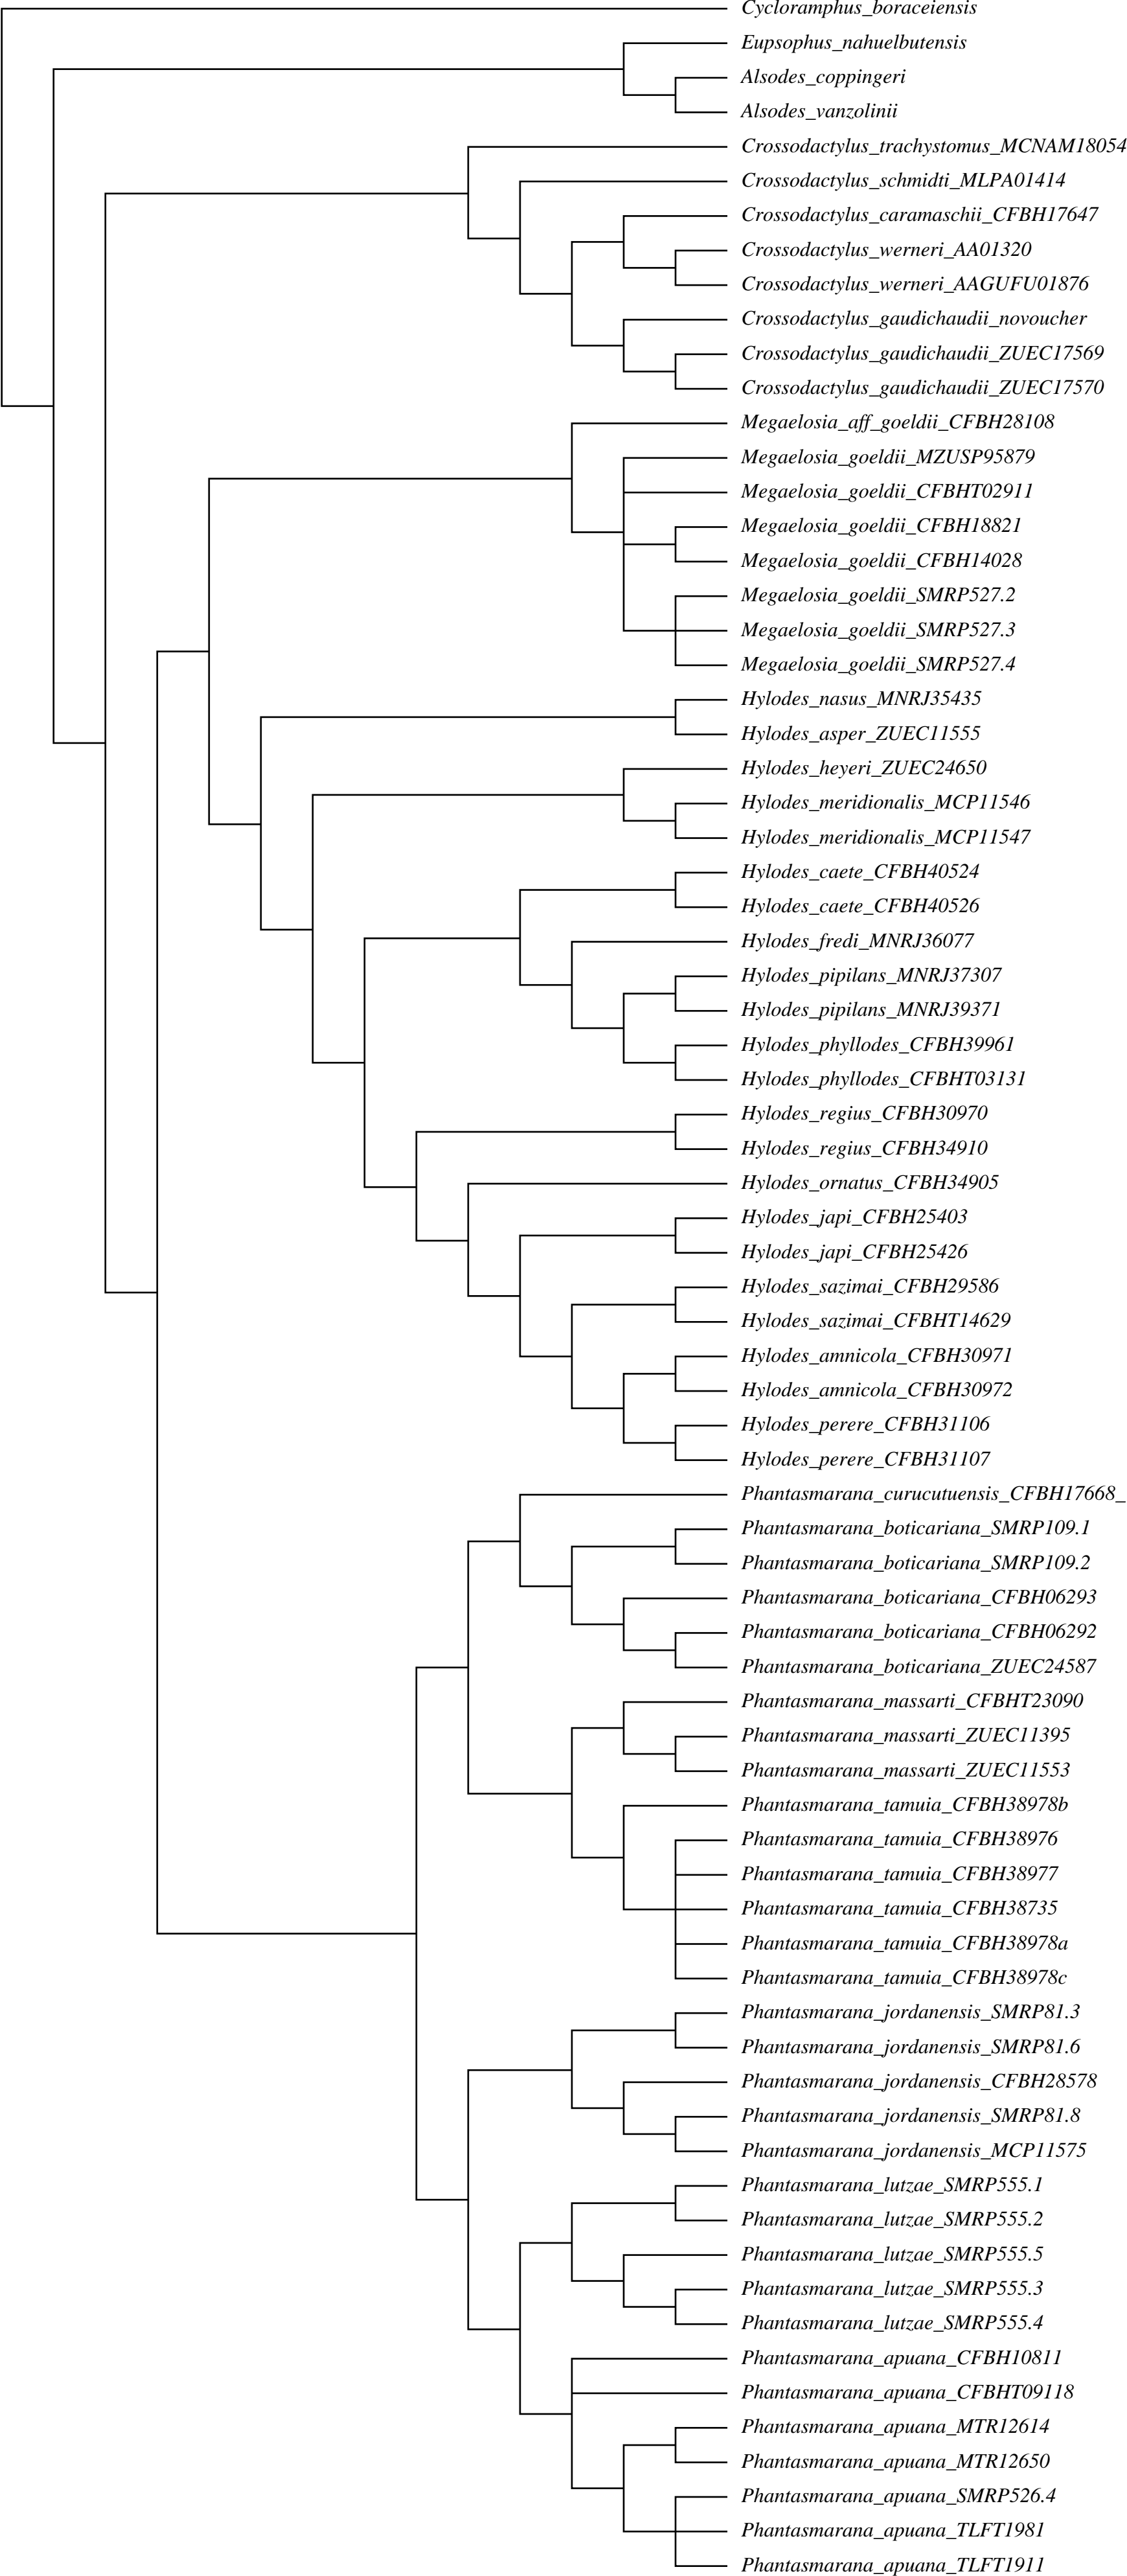 Cycloramphus_boraceiensis
Eupsophus_nahuelbutensis
Alsodes_coppingeri
Alsodes_vanzolinii
Crossodactylus_trachystomus_MCNAM18054
Crossodactylus_schmidti_MLPA01414
Crossodactylus_caramaschii_CFBH17647
Crossodactylus_werneri_AA01320
Crossodactylus_werneri_AAGUFU01876
Crossodactylus_gaudichaudii_novoucher
Crossodactylus_gaudichaudii_ZUEC17569
Crossodactylus_gaudichaudii_ZUEC17570
Megaelosia_aff_goeldii_CFBH28108
Megaelosia_goeldii_MZUSP95879
Megaelosia_goeldii_CFBHT02911
Megaelosia_goeldii_CFBH18821
Megaelosia_goeldii_CFBH14028
Megaelosia_goeldii_SMRP527.2
Megaelosia_goeldii_SMRP527.3
Megaelosia_goeldii_SMRP527.4
Hylodes_nasus_MNRJ35435
Hylodes_asper_ZUEC11555
Hylodes_heyeri_ZUEC24650
Hylodes_meridionalis_MCP11546
Hylodes_meridionalis_MCP11547
Hylodes_caete_CFBH40524
Hylodes_caete_CFBH40526
Hylodes_fredi_MNRJ36077
Hylodes_pipilans_MNRJ37307
Hylodes_pipilans_MNRJ39371
Hylodes_phyllodes_CFBH39961
Hylodes_phyllodes_CFBHT03131
Hylodes_regius_CFBH30970
Hylodes_regius_CFBH34910
Hylodes_ornatus_CFBH34905
Hylodes_japi_CFBH25403
Hylodes_japi_CFBH25426
Hylodes_sazimai_CFBH29586
Hylodes_sazimai_CFBHT14629
Hylodes_amnicola_CFBH30971
Hylodes_amnicola_CFBH30972
Hylodes_perere_CFBH31106
Hylodes_perere_CFBH31107
Phantasmarana_curucutuensis_CFBH17668_
Phantasmarana_boticariana_SMRP109.1
Phantasmarana_boticariana_SMRP109.2
Phantasmarana_boticariana_CFBH06293
Phantasmarana_boticariana_CFBH06292
Phantasmarana_boticariana_ZUEC24587
Phantasmarana_massarti_CFBHT23090
Phantasmarana_massarti_ZUEC11395
Phantasmarana_massarti_ZUEC11553
Phantasmarana_tamuia_CFBH38978b
Phantasmarana_tamuia_CFBH38976
Phantasmarana_tamuia_CFBH38977
Phantasmarana_tamuia_CFBH38735
Phantasmarana_tamuia_CFBH38978a
Phantasmarana_tamuia_CFBH38978c
Phantasmarana_jordanensis_SMRP81.3
Phantasmarana_jordanensis_SMRP81.6
Phantasmarana_jordanensis_CFBH28578
Phantasmarana_jordanensis_SMRP81.8
Phantasmarana_jordanensis_MCP11575
Phantasmarana_lutzae_SMRP555.1
Phantasmarana_lutzae_SMRP555.2
Phantasmarana_lutzae_SMRP555.5
Phantasmarana_lutzae_SMRP555.3
Phantasmarana_lutzae_SMRP555.4
Phantasmarana_apuana_CFBH10811
Phantasmarana_apuana_CFBHT09118
Phantasmarana_apuana_MTR12614
Phantasmarana_apuana_MTR12650
Phantasmarana_apuana_SMRP526.4
Phantasmarana_apuana_TLFT1981
Phantasmarana_apuana_TLFT1911